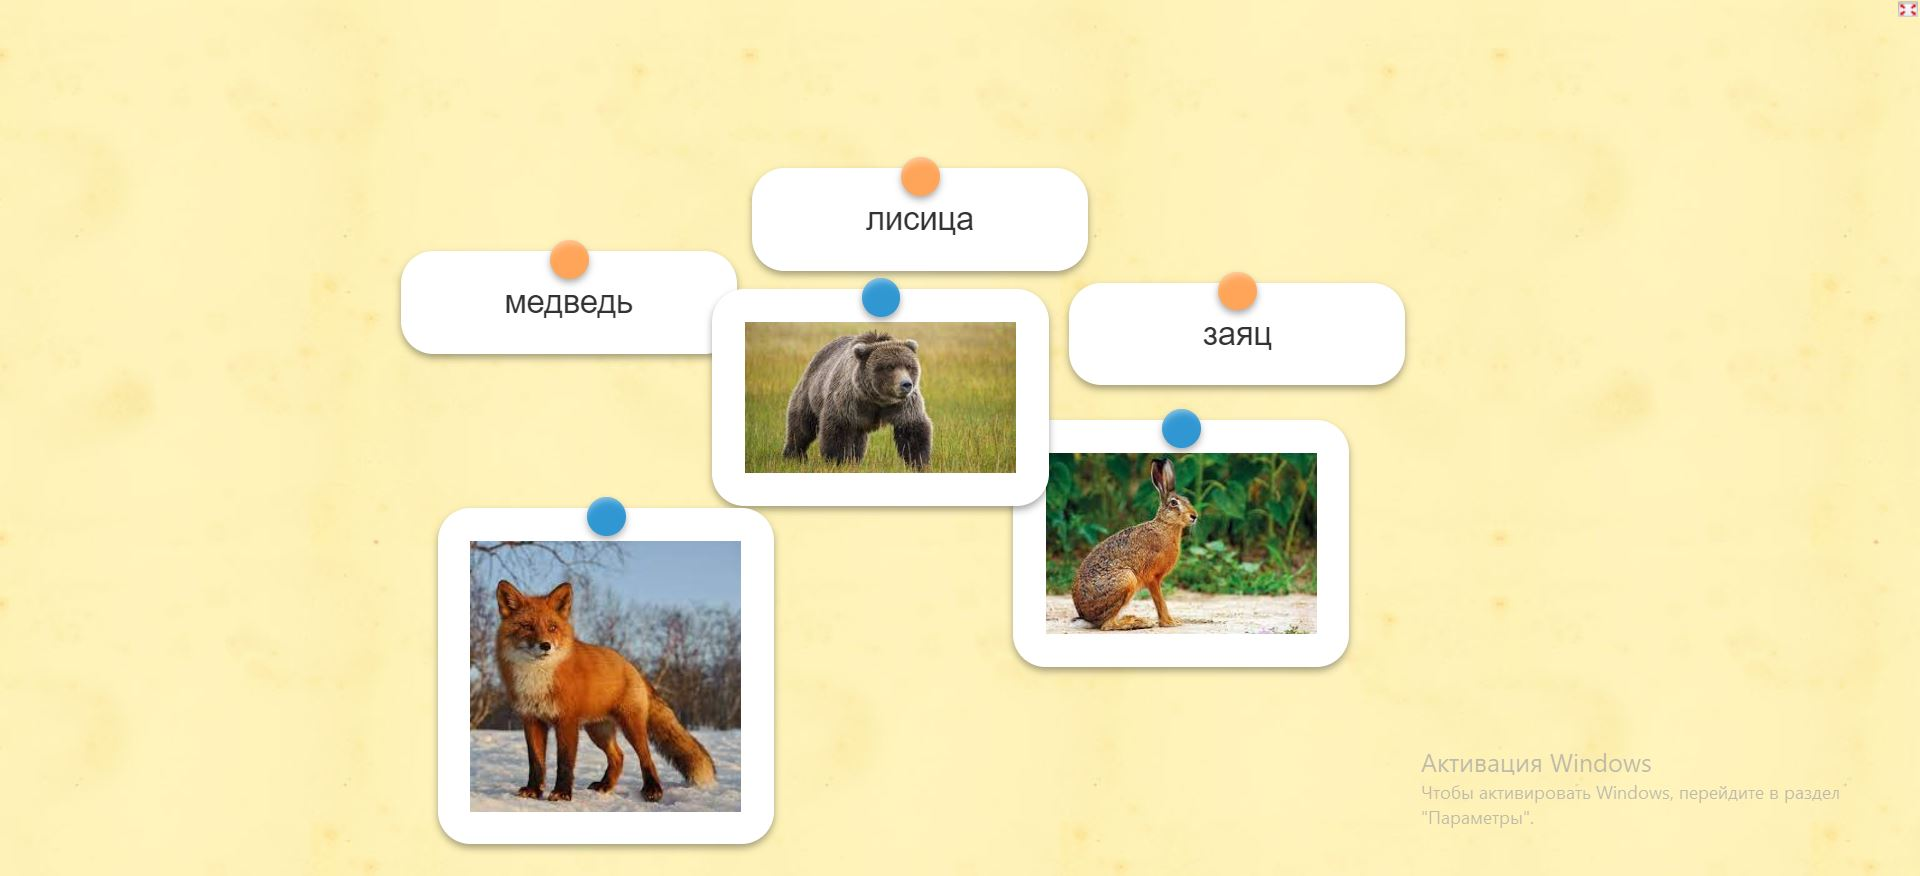 лисица
медведь
заяц
Активация Windows
Чтобы активировать Windows, перейдите в раздел
"Параметры".